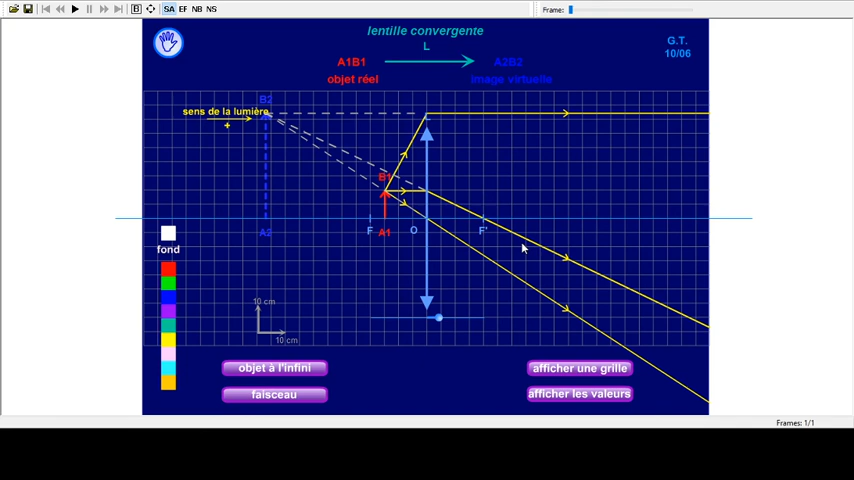 SA EF NB NS
Frame:
lentille convergente
L
G.T.
10/06
A1B1
A2B2
objet réel
image virtuelle
B2
sens de la lumière
+
B1
F
A1
O
F'
A2
fond
10 cm
10 cm
objet à l'infini
afficher une grille
faisceau
afficher les valeurs
Frames: 1/1